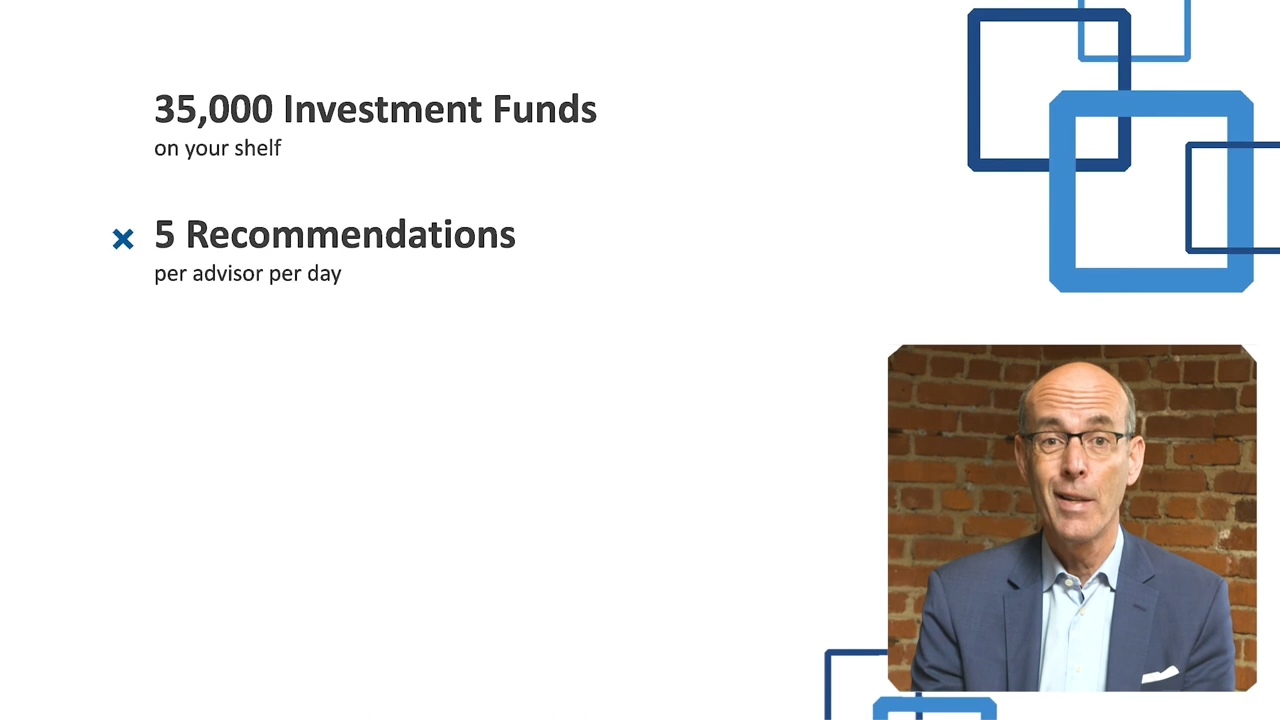 35,000 Investment Funds
on your shelf
× 5 Recommendations
per advisor per day